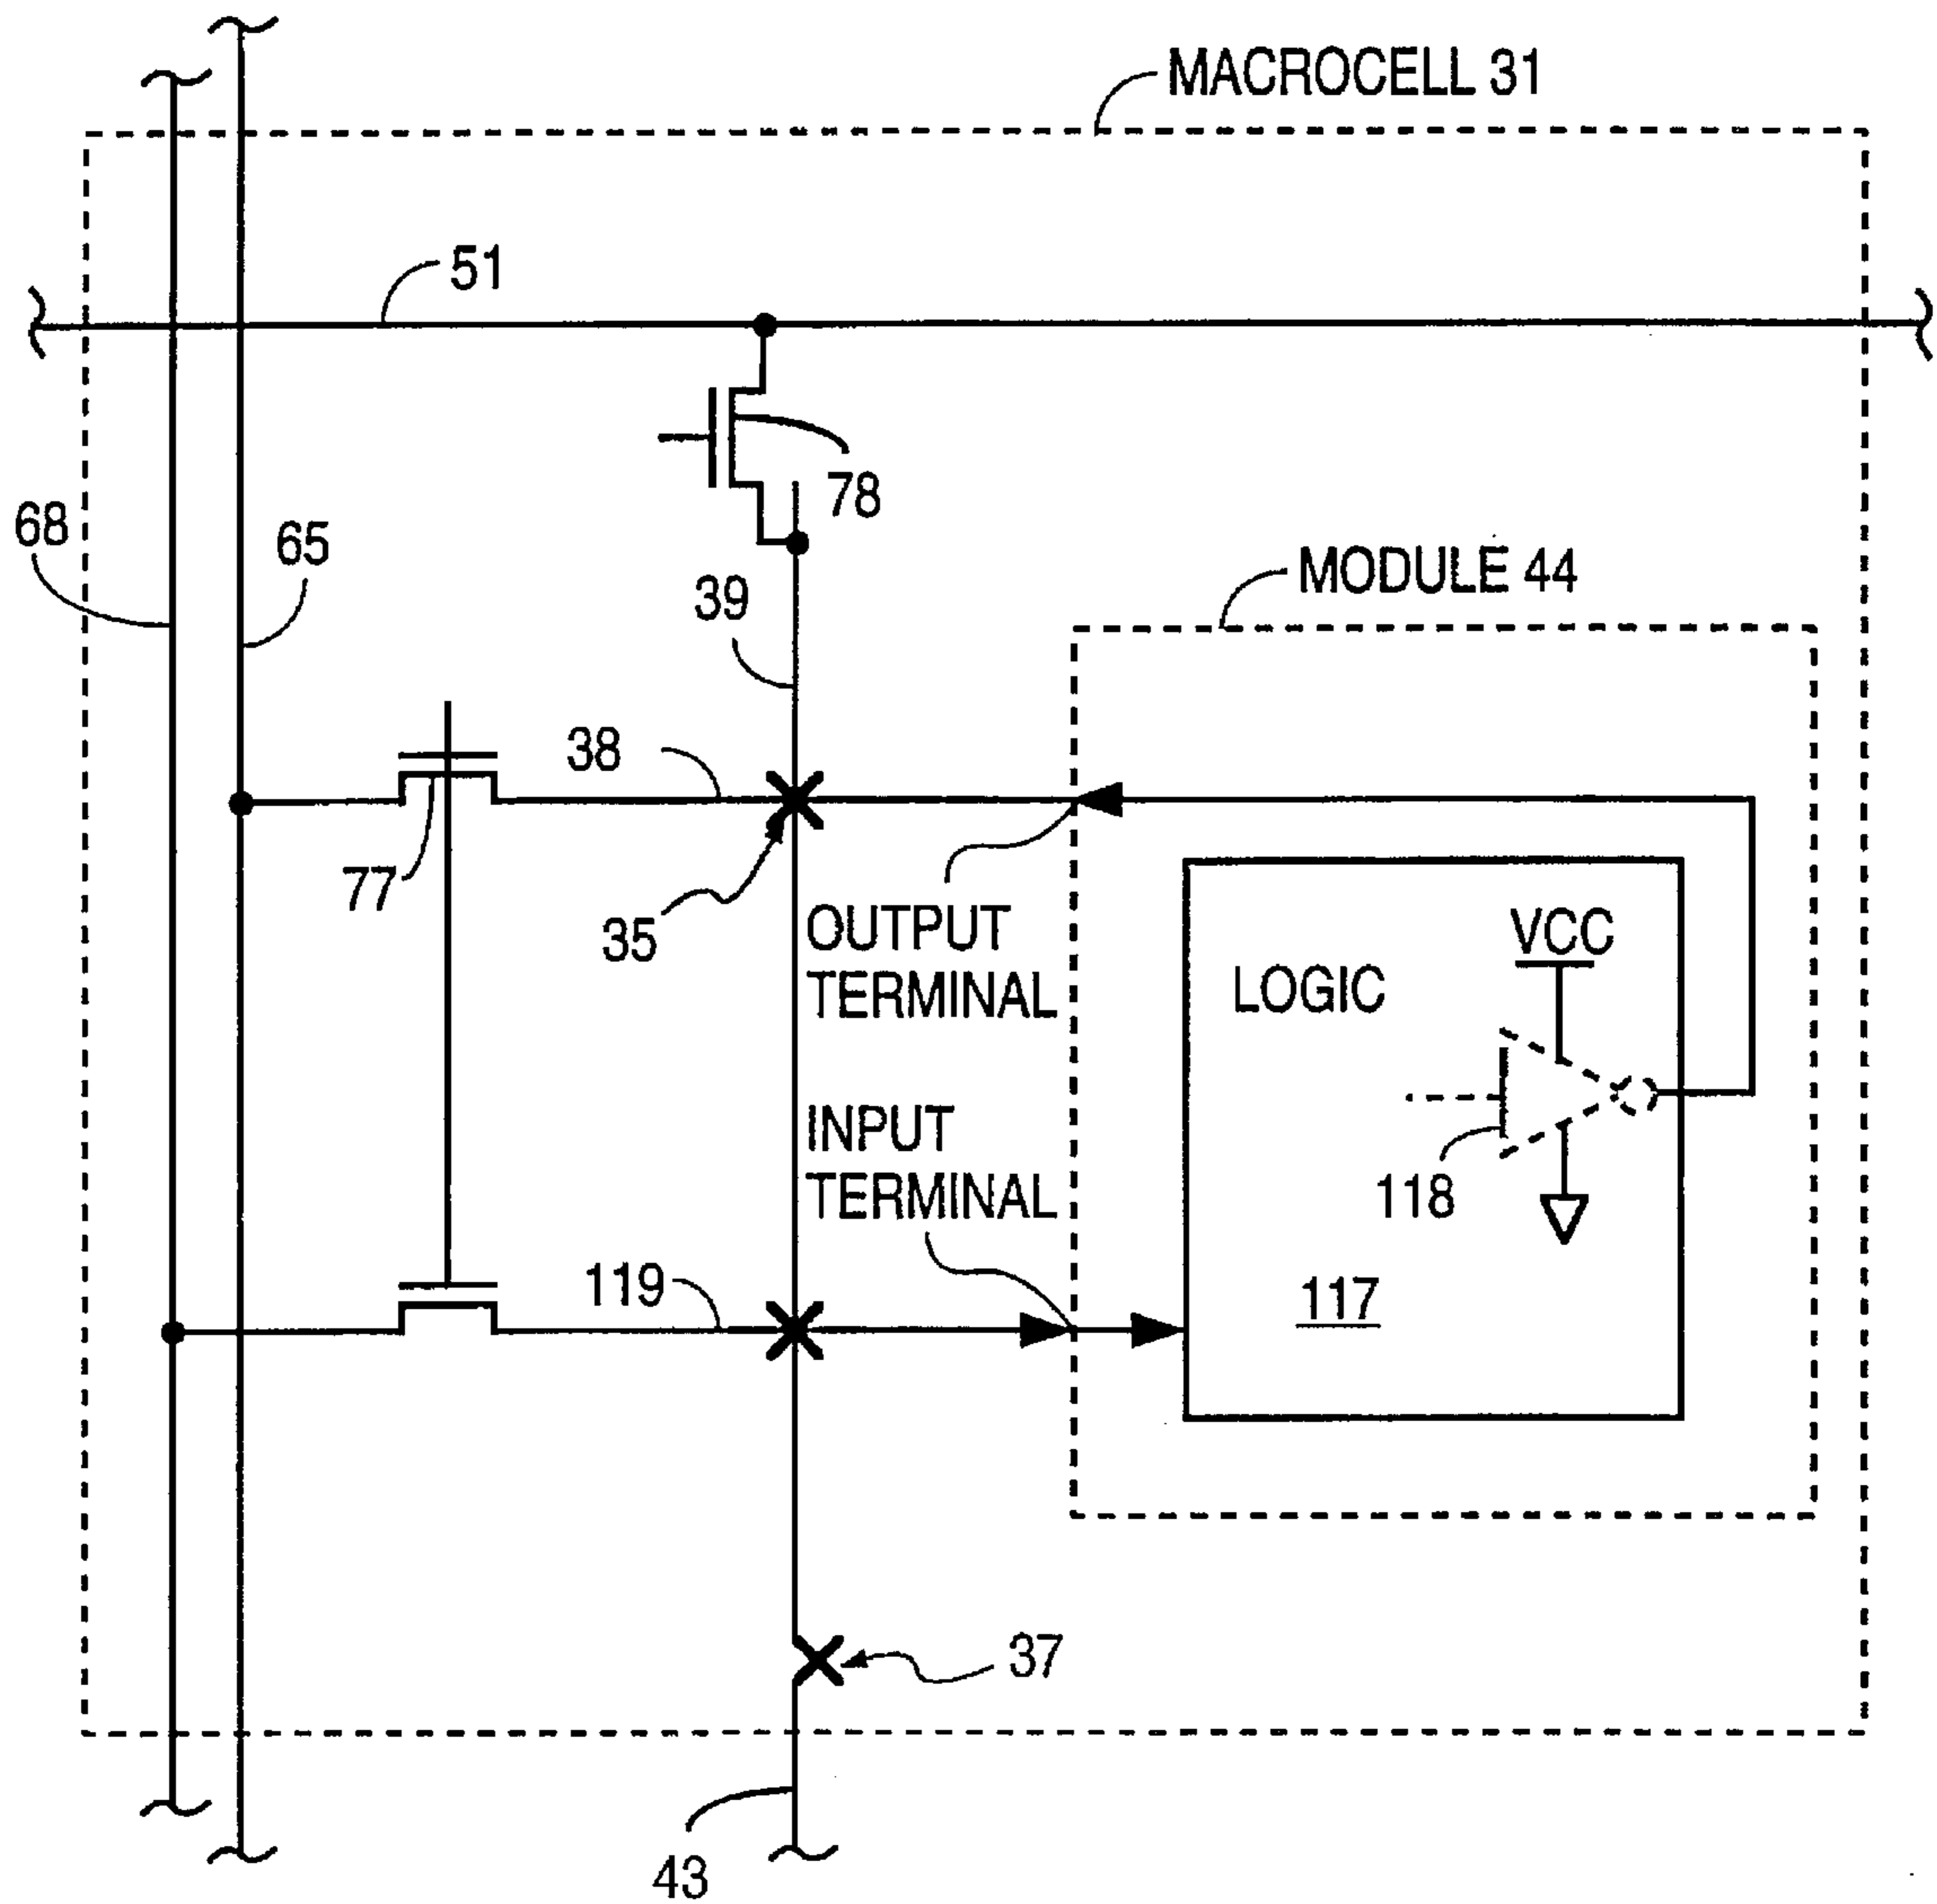 MACROCELL 31
51
78
68
65
39
MODULE 44
38
77
35
OUTPUT
TERMINAL
VCC
LOGIC
INPUT
TERMINAL
118
119
117
37
43